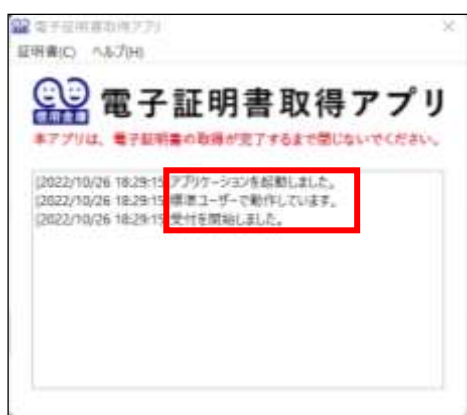 電子証明書取得アプリ
証明書(C) ヘルプ(H)
信用金庫
電子証明書取得アプリ
本アプリは、電子証明書の取得が完了するまで閉じないでください。
[2022/10/26 18:29:15 アプリケーションを起動しました。
[2022/10/26 18:29:15 標準ユーザーで動作しています。
[2022/10/26 18:29:15 受付を開始しました。